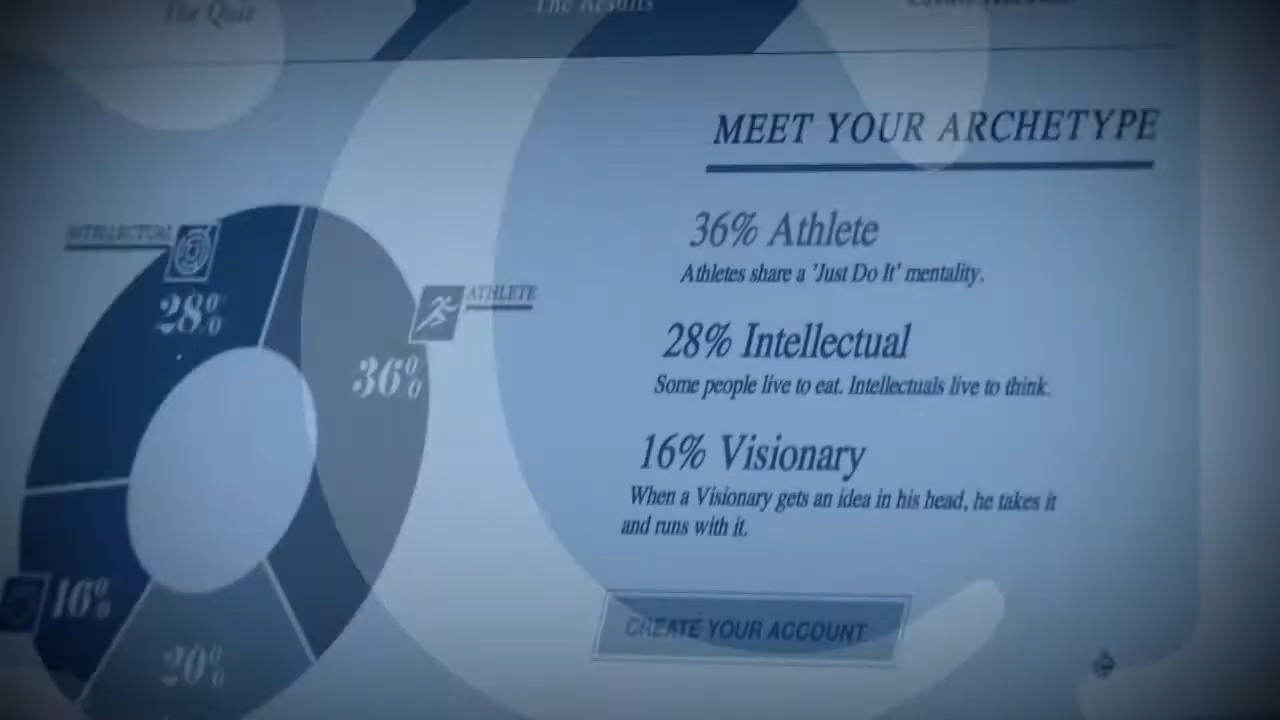 The Quiz
The Results
MEET YOUR ARCHETYPE
36% Athlete
Athletes share a 'Just Do It' mentality.
28% Intellectual
Some people live to eat. Intellectuals live to think.
16% Visionary
When a Visionary gets an idea in his head, he takes it
and runs with it.
CREATE YOUR ACCOUNT
INTELLECTUAL
28%
ATHLETE
36%
16%
20%